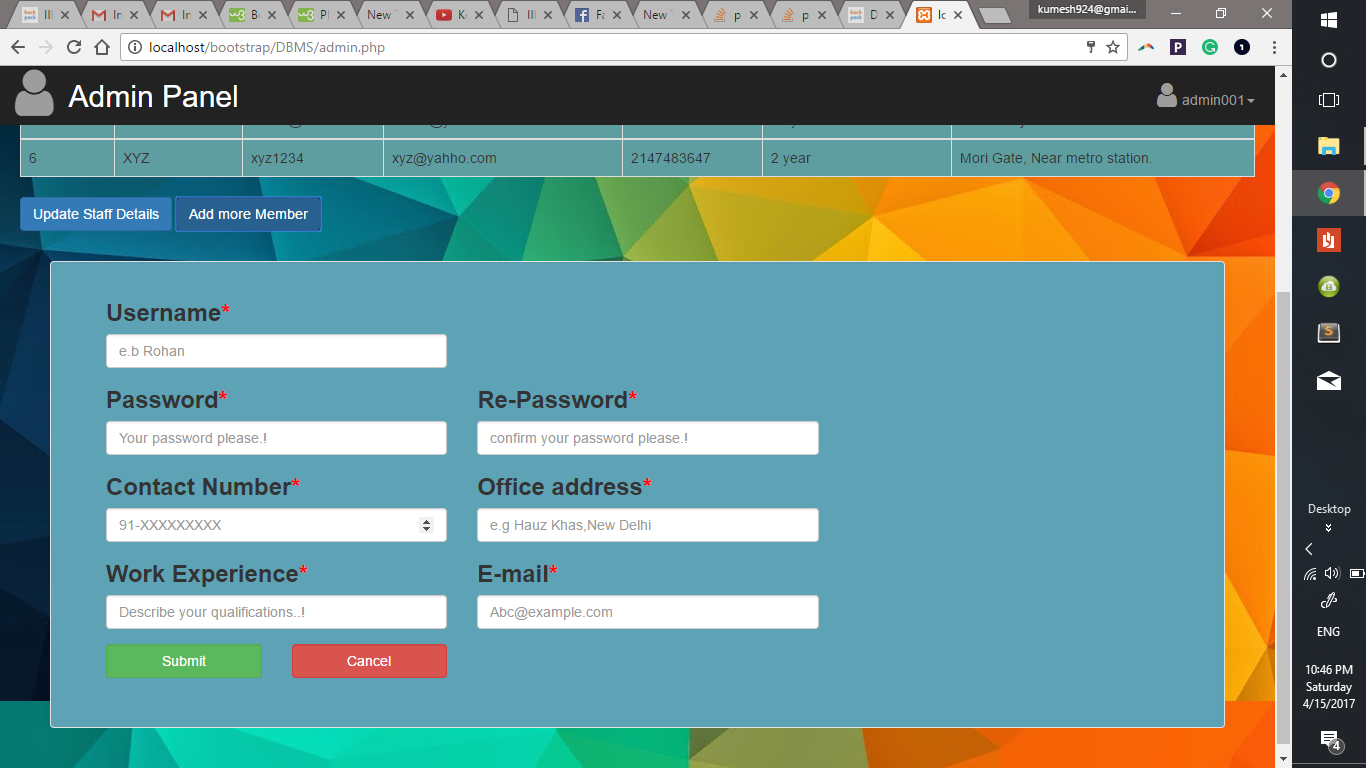 Ill
In
In
B
Pl
New
K
Ill
Fa
New
p
p
D
Ic
kumesh924@gmai...
localhost/bootstrap/DBMS/admin.php
Admin Panel
admin001
6 XYZ xyz1234 xyz@yahho.com 2147483647 2 year Mori Gate, Near metro station.
Update Staff Details Add more Member
Username*
e.b Rohan
Password* Re-Password*
Your password please.! confirm your password please.!
Contact Number* Office address*
91-XXXXXXXXX e.g Hauz Khas,New Delhi
Work Experience* E-mail*
Describe your qualifications..! Abc@example.com
Submit Cancel
Desktop
ENG
10:46 PM
Saturday
4/15/2017
4